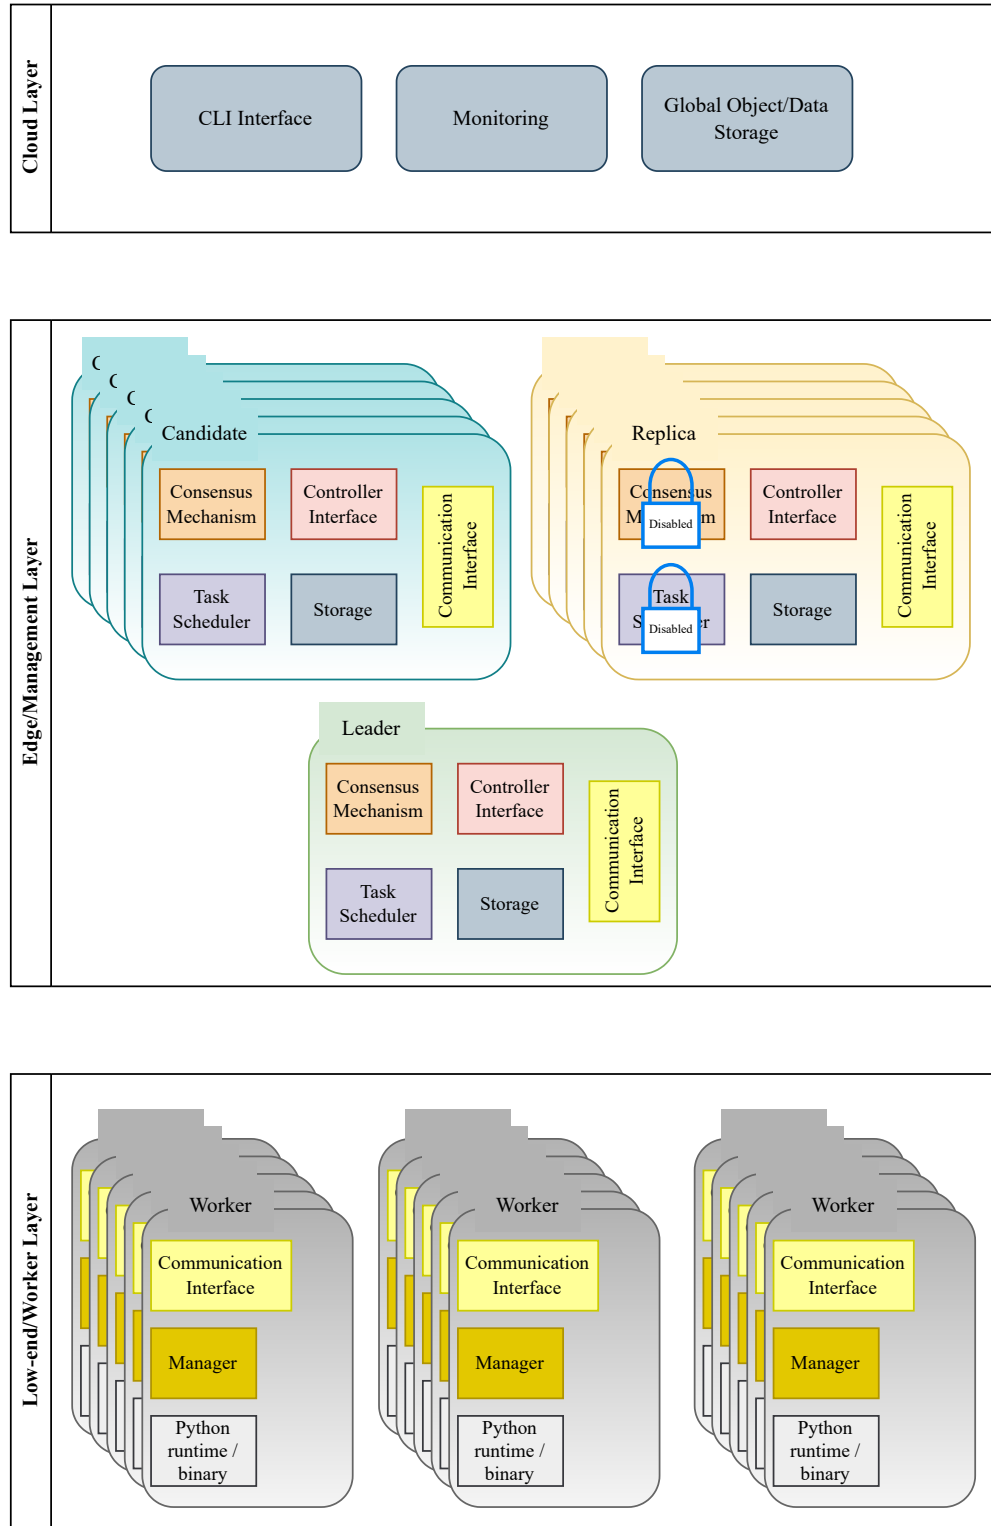 Cloud Layer
CLI Interface
Monitoring
Global Object/Data
Storage
Edge/Management Layer
C
C
C
C
Candidate
Consensus
Mechanism
Controller
Interface
Communication
Interface
Task
Scheduler
Storage
Replica
Consensus
Disabled
Controller
Interface
Communication
Interface
Task
Disabled
Storage
Leader
Consensus
Mechanism
Controller
Interface
Communication
Interface
Task
Scheduler
Storage
Low-end/Worker Layer
Worker
Communication
Interface
Manager
Python
runtime /
binary
Worker
Communication
Interface
Manager
Python
runtime /
binary
Worker
Communication
Interface
Manager
Python
runtime /
binary